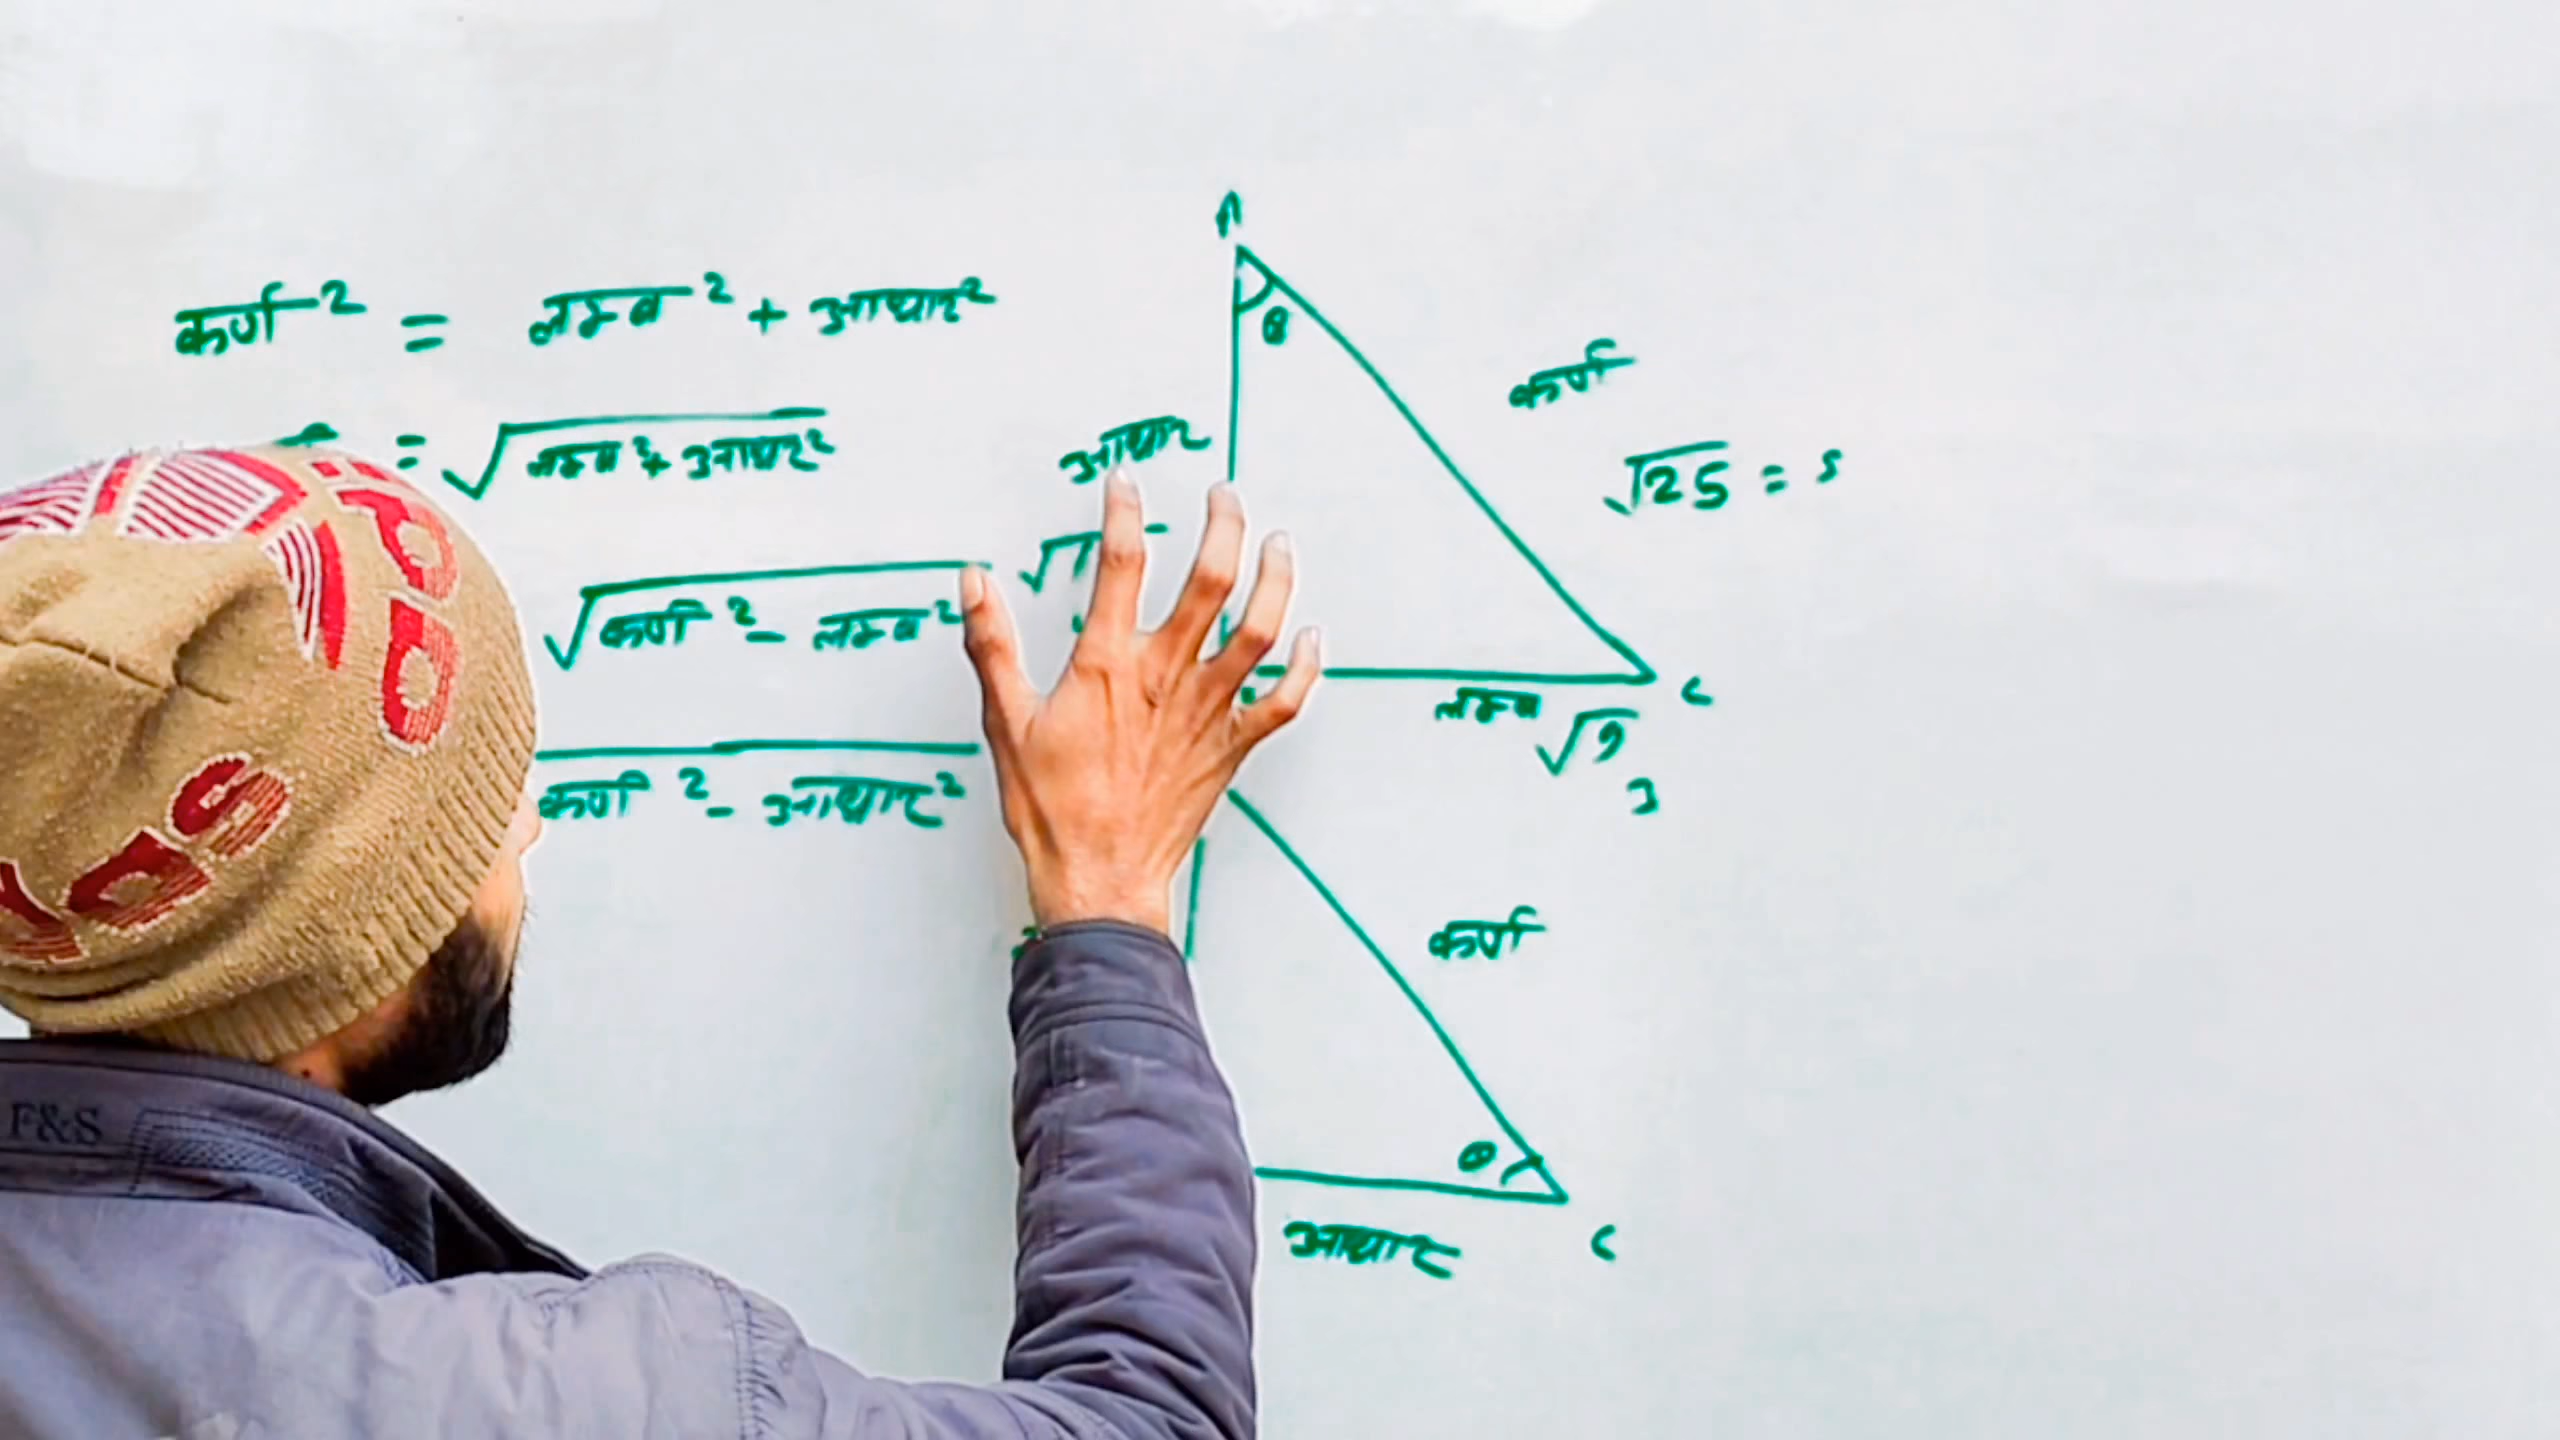 कर्ण² = लम्ब² + आधार²
= √लम्ब² + आधार²
√कर्ण² - लम्ब²
कर्ण² - आधार²
A
θ
कर्ण
√25 = 5
आधार
लम्ब √9
3
C
कर्ण
θ
आधार
C
F&S